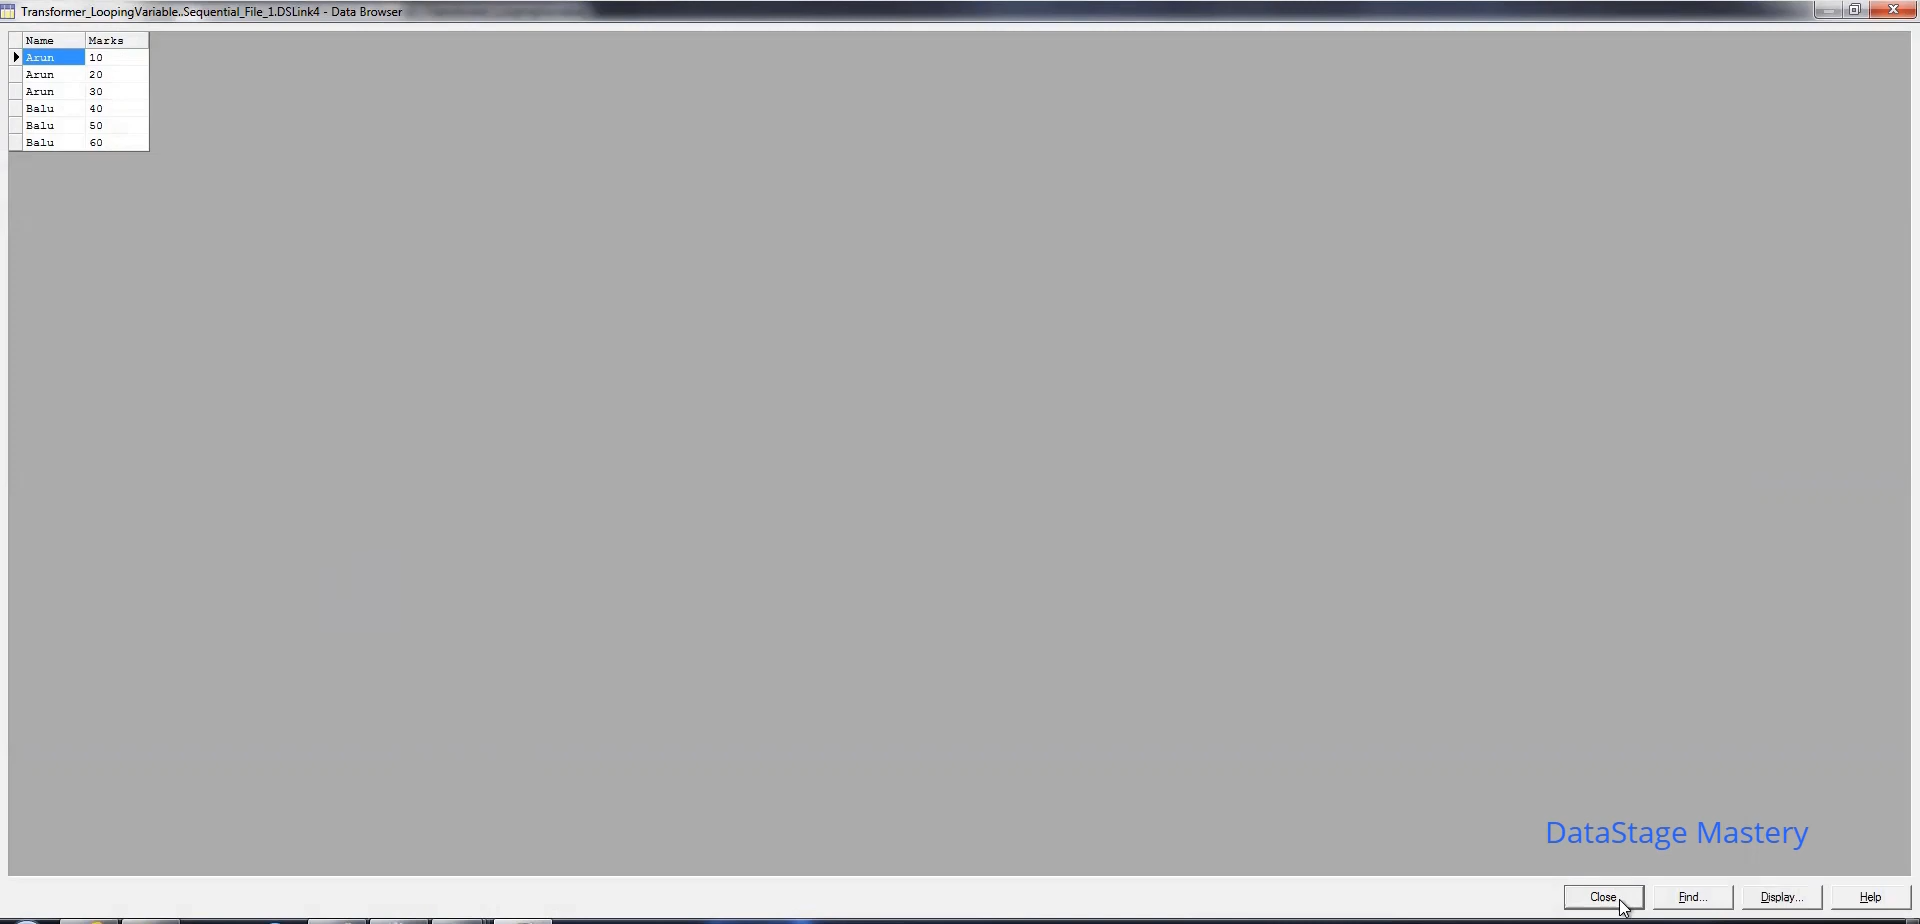 Transformer_LoopingVariable..Sequential_File_1.DSLink4 - Data Browser
Name Marks
Arun 10
Arun 20
Arun 30
Balu 40
Balu 50
Balu 60
DataStage Mastery
Close Find... Display... Help